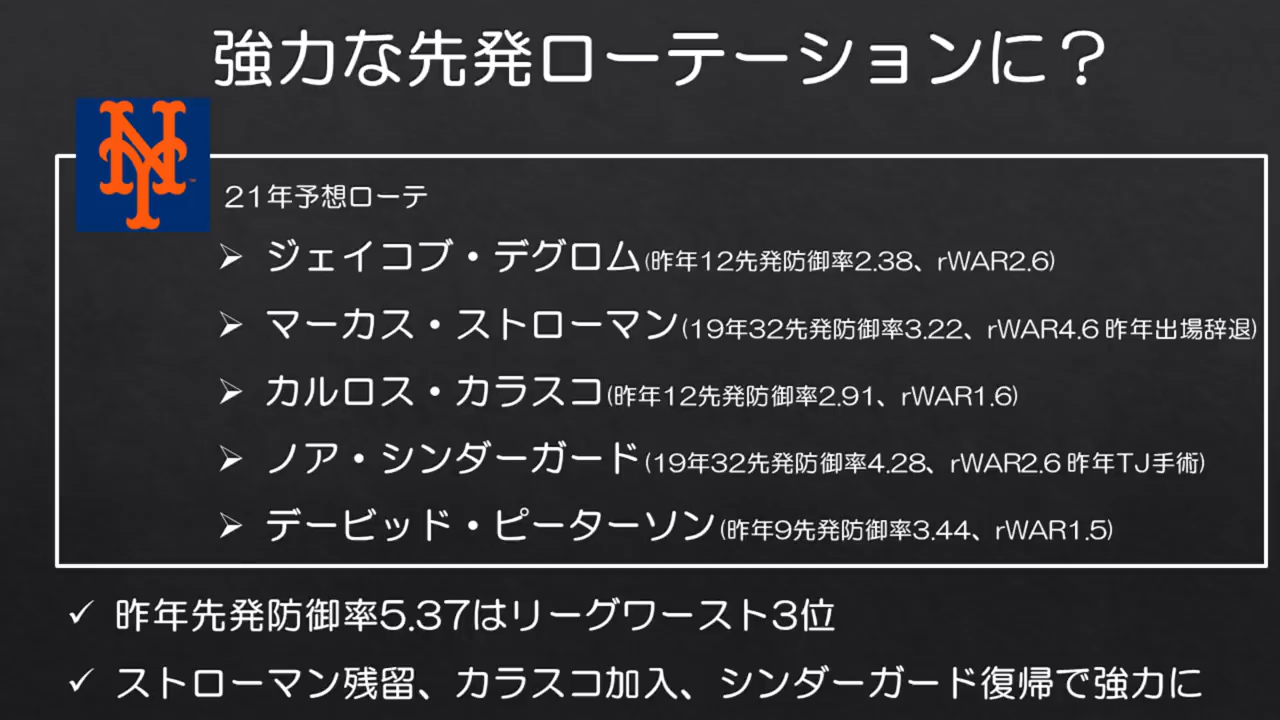 強力な先発ローテーションに？
NY
21年予想ローテ
➢ ジェイコブ・デグロム(昨年12先発防御率2.38、rWAR2.6)
➢ マーカス・ストローマン(19年32先発防御率3.22、rWAR4.6 昨年出場辞退)
➢ カルロス・カラスコ(昨年12先発防御率2.91、rWAR1.6)
➢ ノア・シンダーガード(19年32先発防御率4.28、rWAR2.6 昨年TJ手術)
➢ デービッド・ピーターソン(昨年9先発防御率3.44、rWAR1.5)
✓ 昨年先発防御率5.37はリーグワースト3位
✓ ストローマン残留、カラスコ加入、シンダーガード復帰で強力に